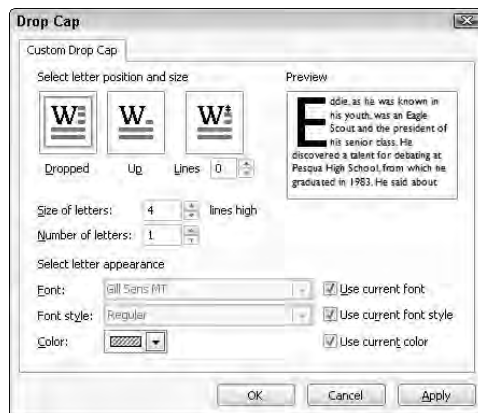 Drop Cap
Custom Drop Cap
Select letter position and size
Preview
W W W
Dropped Up Lines 0
Eddie, as he was known in
his youth, was an Eagle
Scout and the president of
his senior class. He
discovered a talent for debating at
Pesqua High School, from which he
graduated in 1983. He said about
Size of letters: 4 lines high
Number of letters: 1
Select letter appearance
Font: Gill Sans MT Use current font
Font style: Regular Use current font style
Color: Use current color
OK Cancel Apply